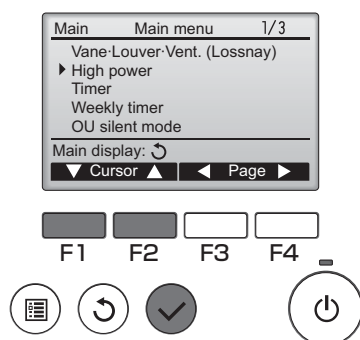 Main Main menu 1/3
Vane·Louver·Vent. (Lossnay)
High power
Timer
Weekly timer
OU silent mode
Main display:
Cursor Page
F1 F2 F3 F4